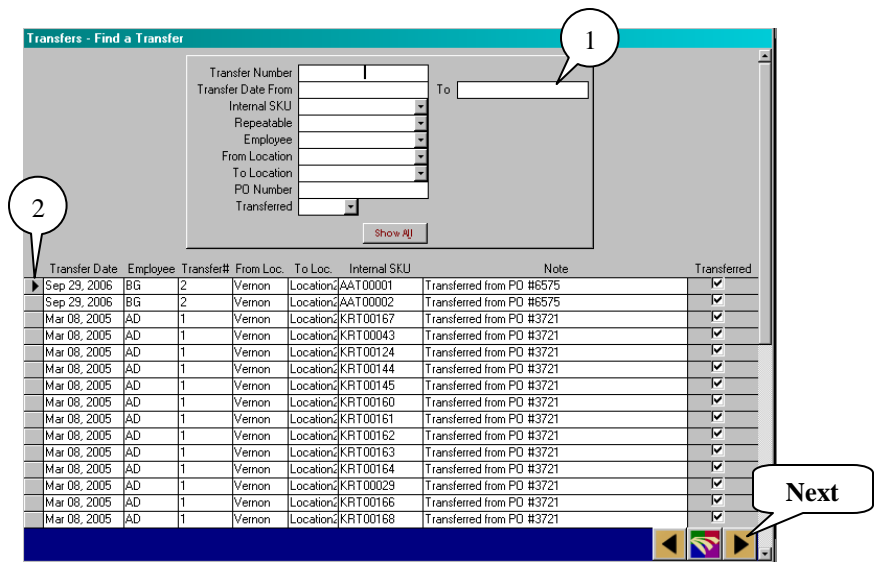 Transfers - Find a Transfer
1
Transfer Number
Transfer Date From To
Internal SKU
Repeatable
Employee
From Location
To Location
PO Number
Transferred
Show All
2
Transfer Date Employee Transfer# From Loc. To Loc. Internal SKU Note Transferred
Sep 29, 2006 BG 2 Vernon Location2 AAT00001 Transferred from PO #6575
Sep 29, 2006 BG 2 Vernon Location2 AAT00002 Transferred from PO #6575
Mar 08, 2005 AD 1 Vernon Location2 KRT00167 Transferred from PO #3721
Mar 08, 2005 AD 1 Vernon Location2 KRT00043 Transferred from PO #3721
Mar 08, 2005 AD 1 Vernon Location2 KRT00124 Transferred from PO #3721
Mar 08, 2005 AD 1 Vernon Location2 KRT00144 Transferred from PO #3721
Mar 08, 2005 AD 1 Vernon Location2 KRT00145 Transferred from PO #3721
Mar 08, 2005 AD 1 Vernon Location2 KRT00160 Transferred from PO #3721
Mar 08, 2005 AD 1 Vernon Location2 KRT00161 Transferred from PO #3721
Mar 08, 2005 AD 1 Vernon Location2 KRT00162 Transferred from PO #3721
Mar 08, 2005 AD 1 Vernon Location2 KRT00163 Transferred from PO #3721
Mar 08, 2005 AD 1 Vernon Location2 KRT00164 Transferred from PO #3721
Mar 08, 2005 AD 1 Vernon Location2 KRT00029 Transferred from PO #3721
Mar 08, 2005 AD 1 Vernon Location2 KRT00166 Transferred from PO #3721
Mar 08, 2005 AD 1 Vernon Location2 KRT00168 Transferred from PO #3721
Next